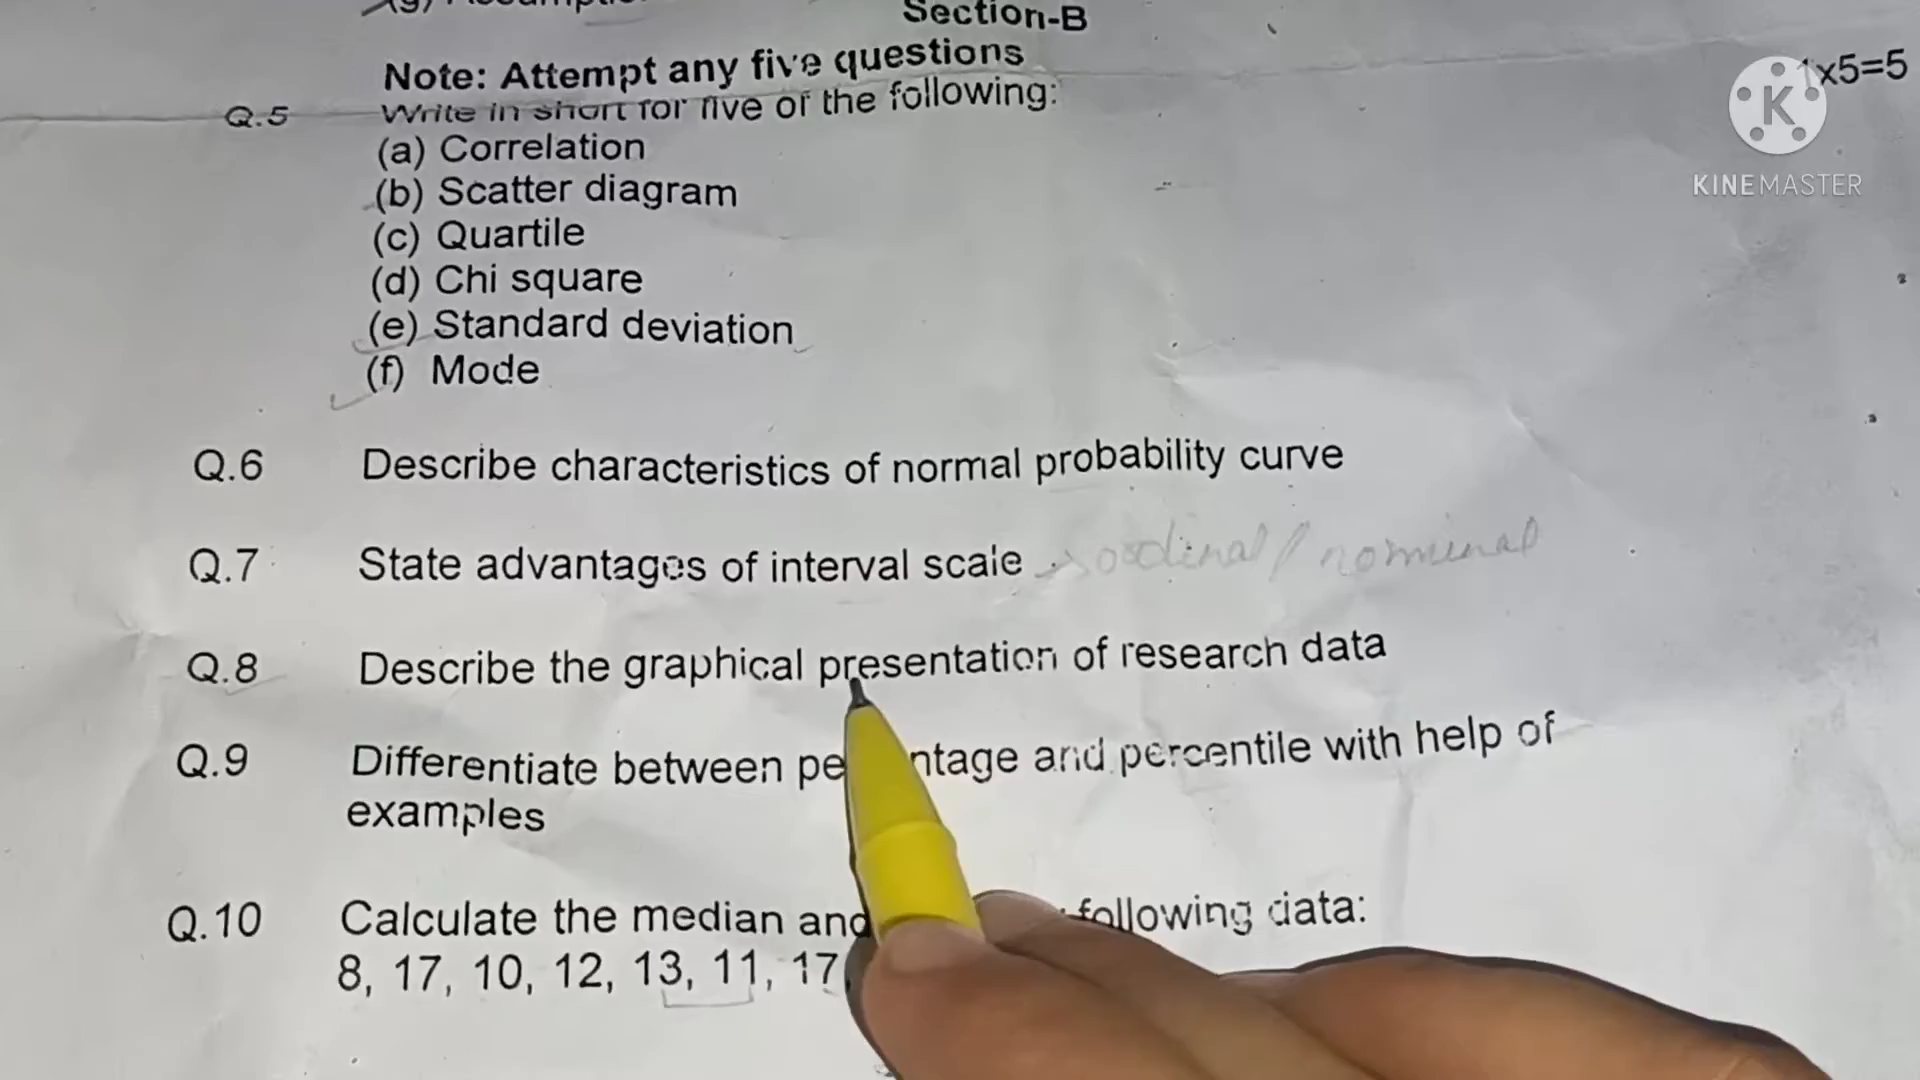 Section-B
Note: Attempt any five questions
1x5=5
Q.5 Write in short for five of the following:
(a) Correlation
(b) Scatter diagram
(c) Quartile
(d) Chi square
(e) Standard deviation
(f) Mode
KINEMASTER
Q.6 Describe characteristics of normal probability curve
Q.7 State advantages of interval scale ordinal / nominal
Q.8 Describe the graphical presentation of research data
Q.9 Differentiate between pe ntage and percentile with help of
examples
Q.10 Calculate the median and following data:
8, 17, 10, 12, 13, 11, 17